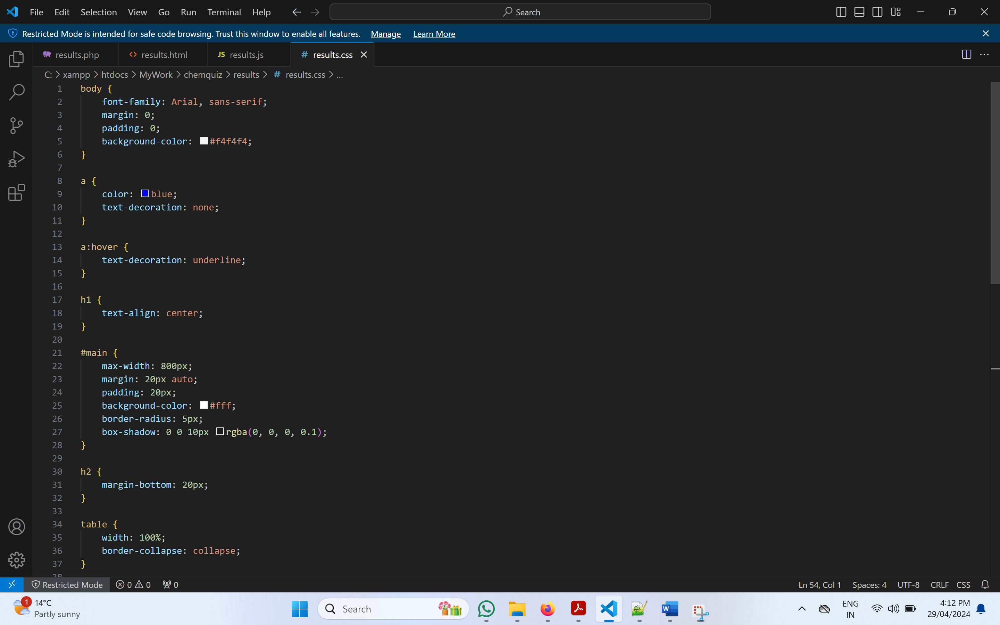 File Edit Selection View Go Run Terminal Help Search
Restricted Mode is intended for safe code browsing. Trust this window to enable all features. Manage Learn More
results.php results.html JS results.js # results.css
C: > xampp > htdocs > MyWork > chemquiz > results > # results.css > ...
1 body {
2     font-family: Arial, sans-serif;
3     margin: 0;
4     padding: 0;
5     background-color: #f4f4f4;
6 }
7
8 a {
9     color: blue;
10     text-decoration: none;
11 }
12
13 a:hover {
14     text-decoration: underline;
15 }
16
17 h1 {
18     text-align: center;
19 }
20
21 #main {
22     max-width: 800px;
23     margin: 20px auto;
24     padding: 20px;
25     background-color: #fff;
26     border-radius: 5px;
27     box-shadow: 0 0 10px rgba(0, 0, 0, 0.1);
28 }
29
30 h2 {
31     margin-bottom: 20px;
32 }
33
34 table {
35     width: 100%;
36     border-collapse: collapse;
37 }
38
Restricted Mode 0 0 0 Ln 54, Col 1 Spaces: 4 UTF-8 CRLF CSS
1 14°C
Partly sunny
Search
W
ENG
IN
4:12 PM
29/04/2024